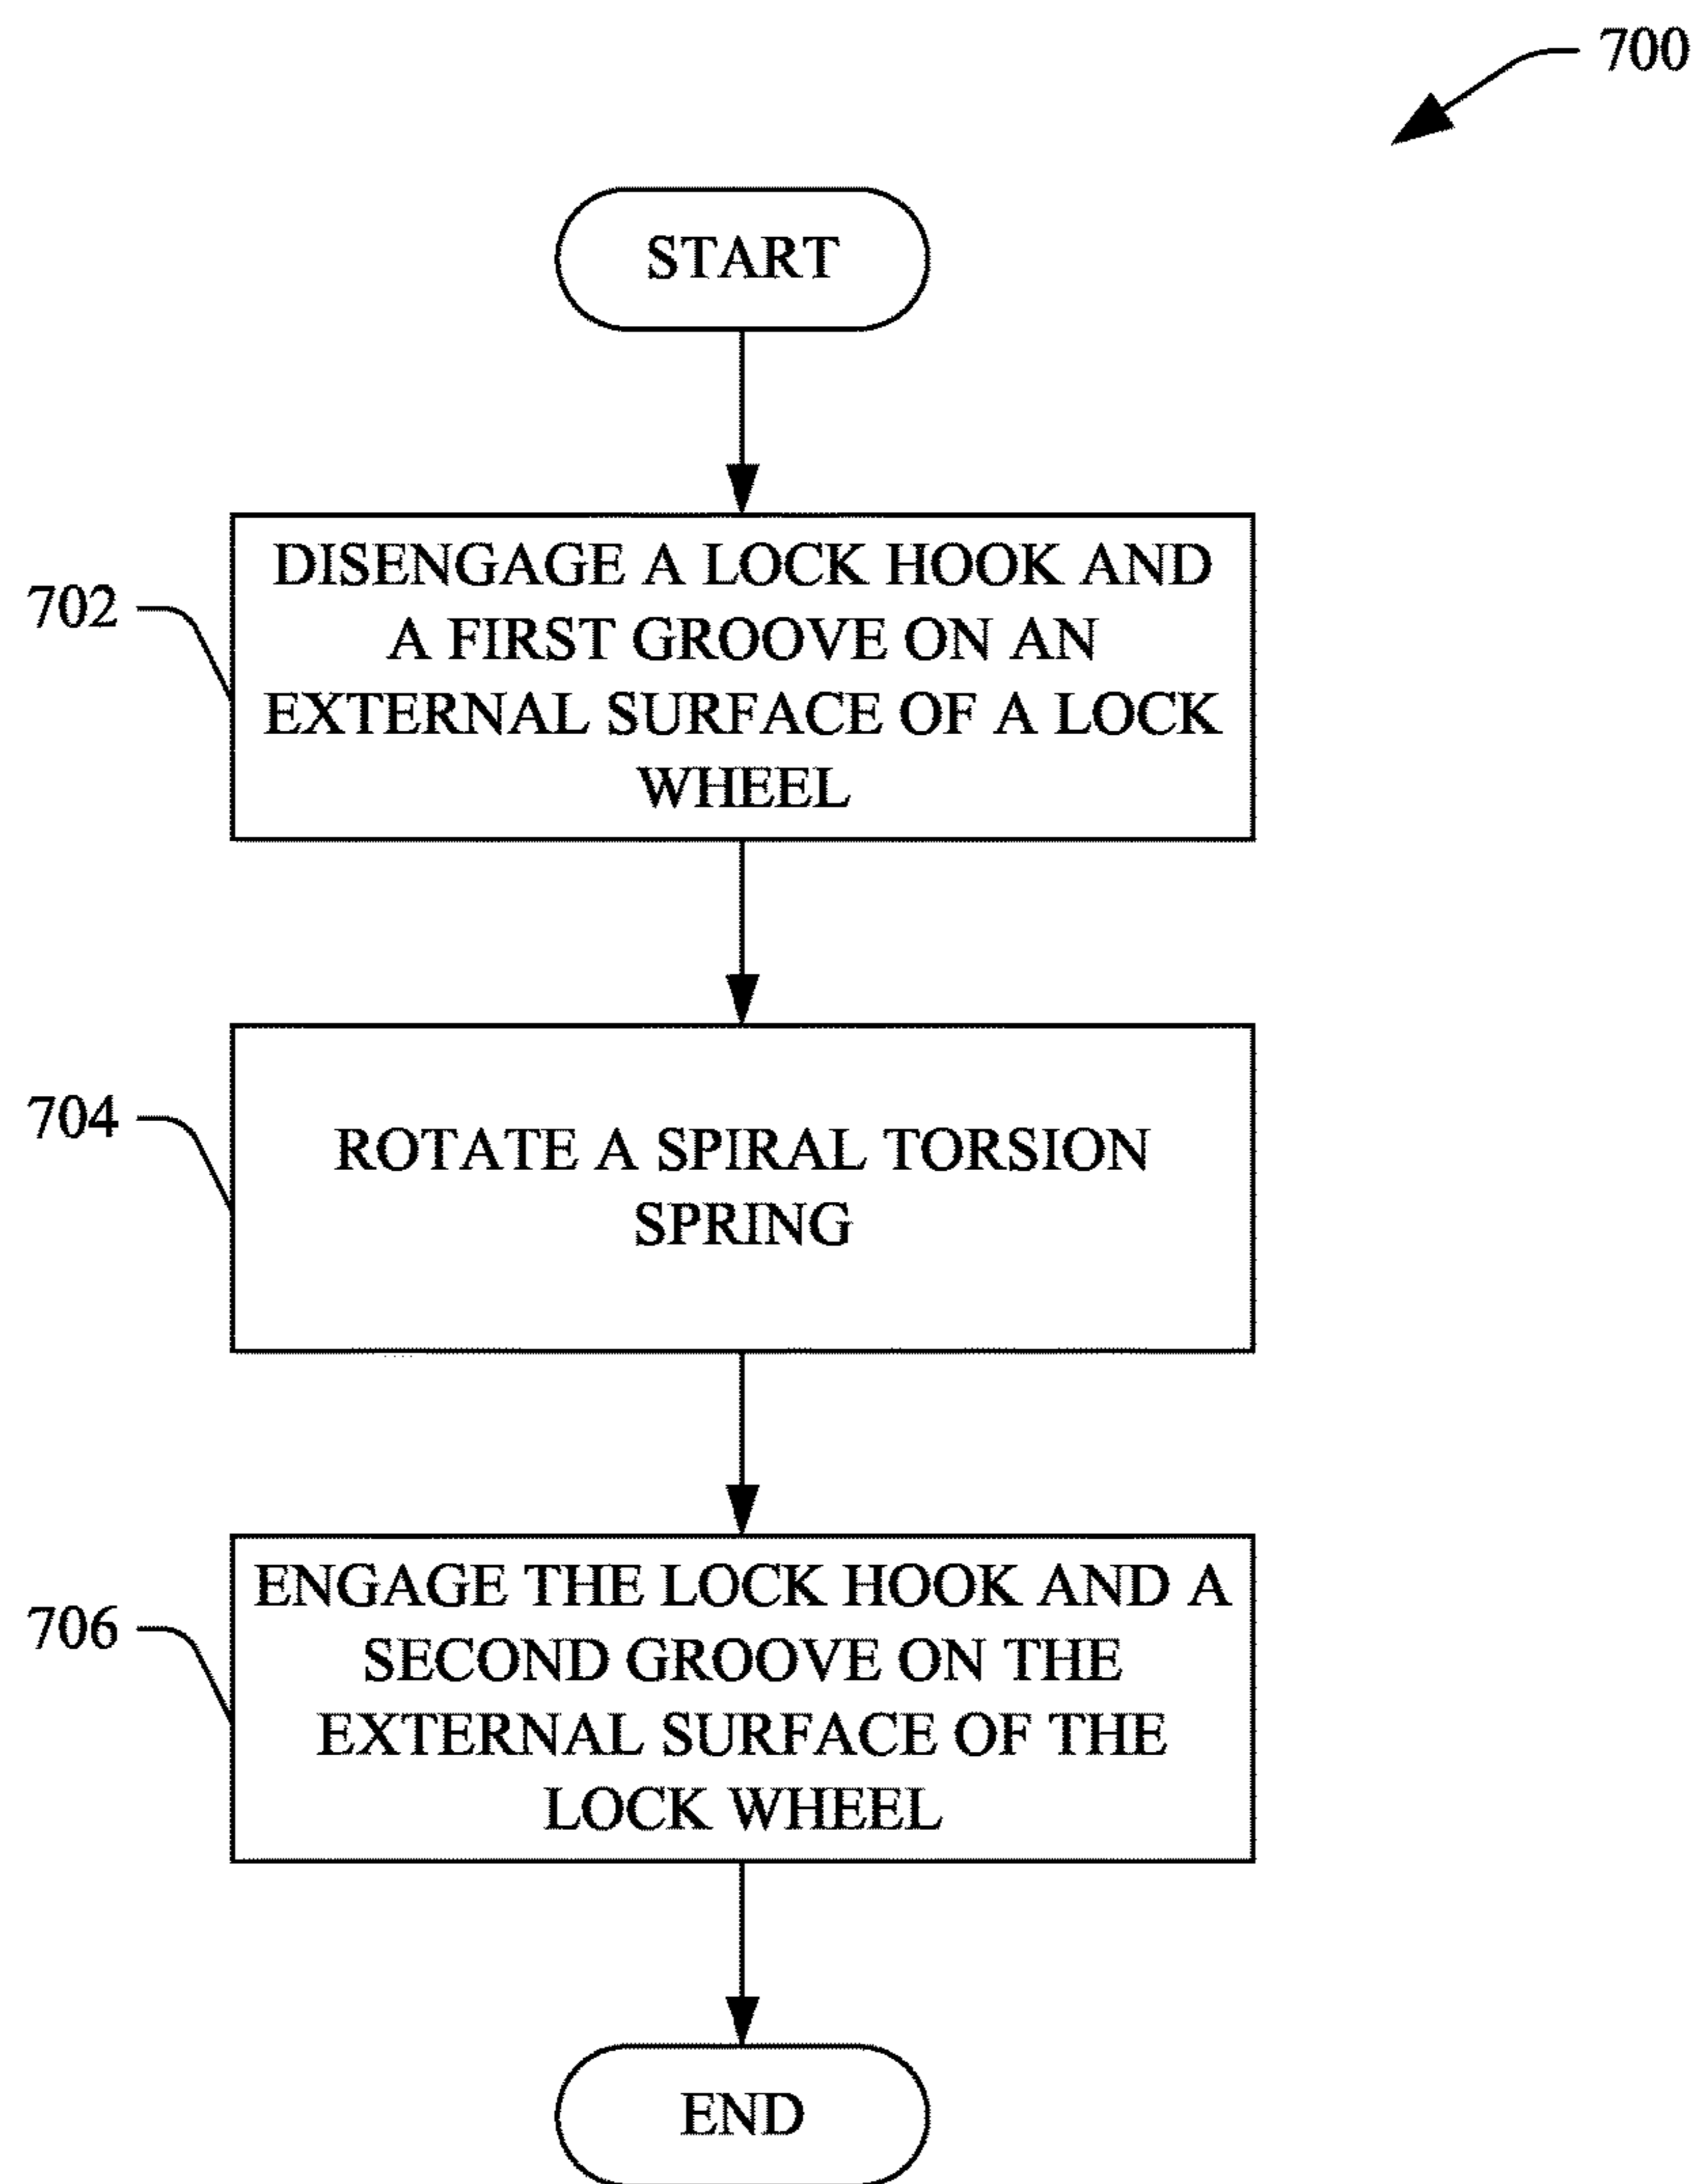 700
START
702
DISENGAGE A LOCK HOOK AND
A FIRST GROOVE ON AN
EXTERNAL SURFACE OF A LOCK
WHEEL
704
ROTATE A SPIRAL TORSION
SPRING
706
ENGAGE THE LOCK HOOK AND A
SECOND GROOVE ON THE
EXTERNAL SURFACE OF THE
LOCK WHEEL
END